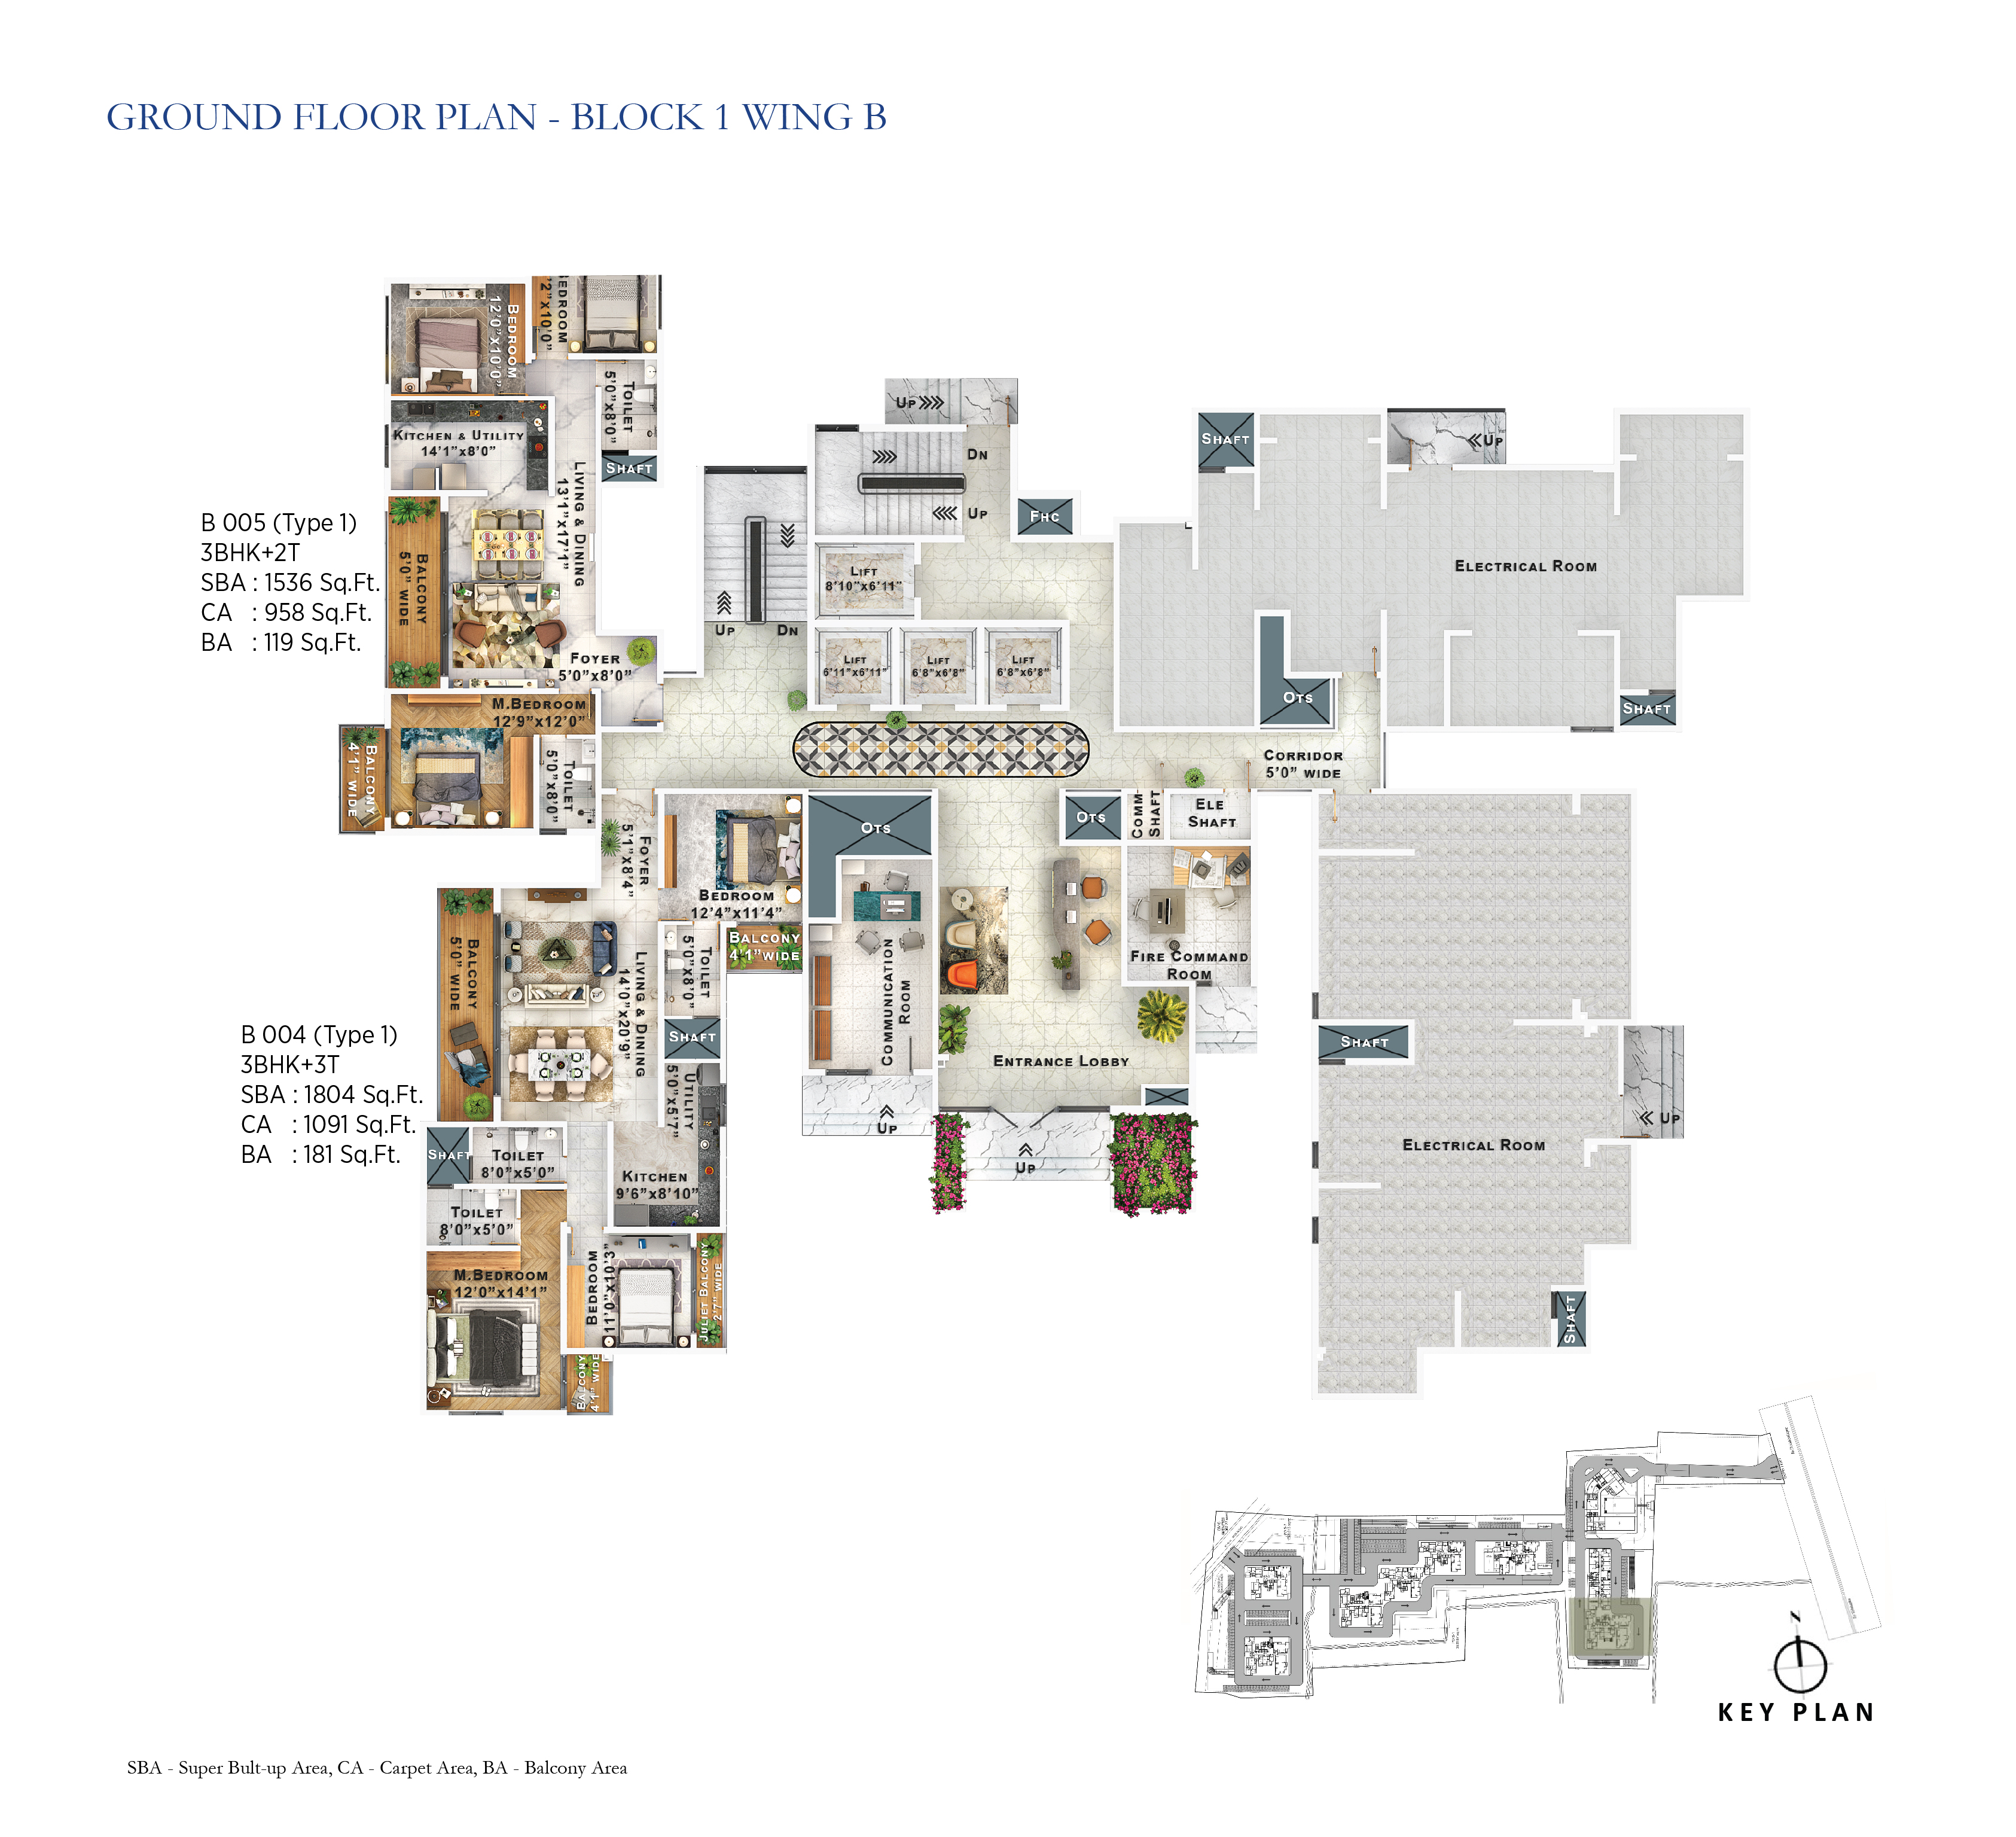 GROUND FLOOR PLAN - BLOCK 1 WING B
BEDROOM
12'0"x10'0"
BEDROOM
'2"x10'0"
TOILET
5'0"x8'0"
KITCHEN & UTILITY
14'1"x8'0"
SHAFT
LIVING & DINING
13'1"x17'1"
BALCONY
5'0" WIDE
B 005 (Type 1)
3BHK+2T
SBA : 1536 Sq.Ft.
CA : 958 Sq.Ft.
BA : 119 Sq.Ft.
FOYER
5'0"x8'0"
M.BEDROOM
12'9"x12'0"
BALCONY
4'1" WIDE
TOILET
5'0"x8'0"
UP
DN
UP
FHC
UP
DN
LIFT
8'10"x6'11"
LIFT
6'11"x6'11"
LIFT
6'8"x6'8"
LIFT
6'8"x6'8"
SHAFT
UP
ELECTRICAL ROOM
OTS
SHAFT
CORRIDOR
5'0" WIDE
FOYER
5'1"x8'4"
BEDROOM
12'4"x11'4"
BALCONY
4'1"WIDE
OTS
OTS
COMM
SHAFT
ELE
SHAFT
COMMUNICATION
ROOM
FIRE COMMAND
ROOM
BALCONY
5'0" WIDE
LIVING & DINING
14'0"x20'9"
TOILET
5'0"x8'0"
SHAFT
UTILITY
5'0"x5'7"
ENTRANCE LOBBY
UP
UP
SHAFT
UP
ELECTRICAL ROOM
SHAFT
B 004 (Type 1)
3BHK+3T
SBA : 1804 Sq.Ft.
CA : 1091 Sq.Ft.
BA : 181 Sq.Ft.
SHAFT
TOILET
8'0"x5'0"
KITCHEN
9'6"x8'10"
TOILET
8'0"x5'0"
M.BEDROOM
12'0"x14'1"
BEDROOM
11'0"x10'3"
JULIET BALCONY
2'7" WIDE
BALCONY
4'1" WIDE
N
KEY PLAN
SBA - Super Bult-up Area, CA - Carpet Area, BA - Balcony Area